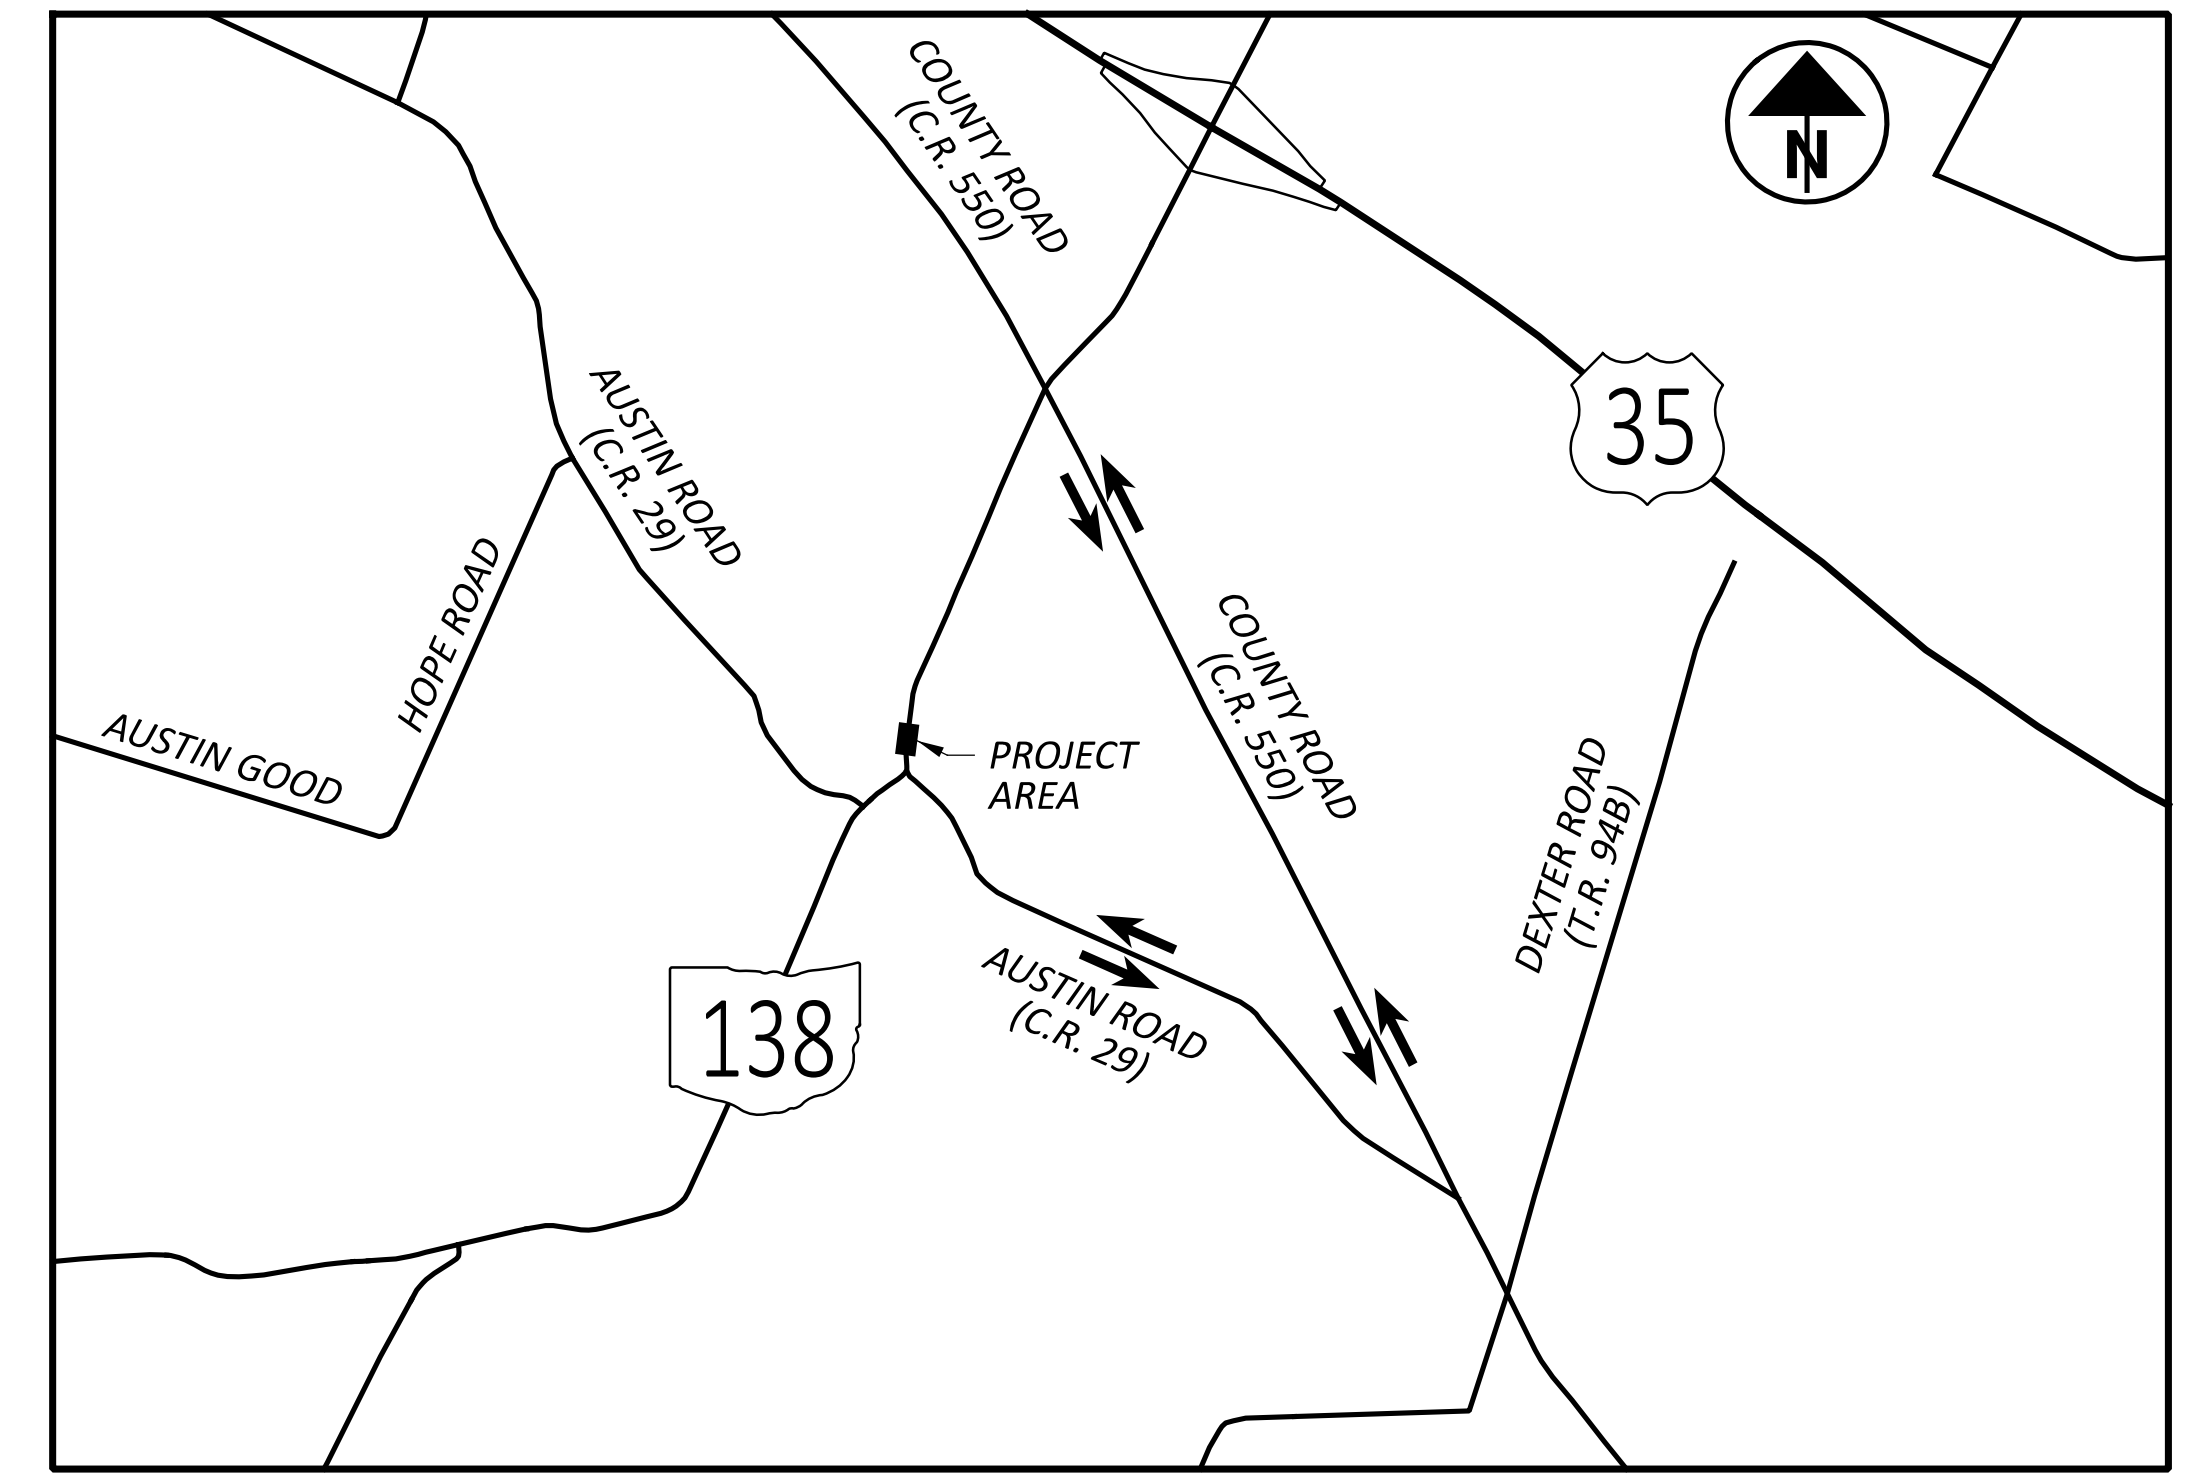 COUNTY ROAD
(C.R. 550)
N
AUSTIN ROAD
(C.R. 29)
35
HOPE ROAD
COUNTY ROAD
(C.R. 550)
AUSTIN GOOD
PROJECT
AREA
DEXTER ROAD
(T.R. 94B)
AUSTIN ROAD
(C.R. 29)
138